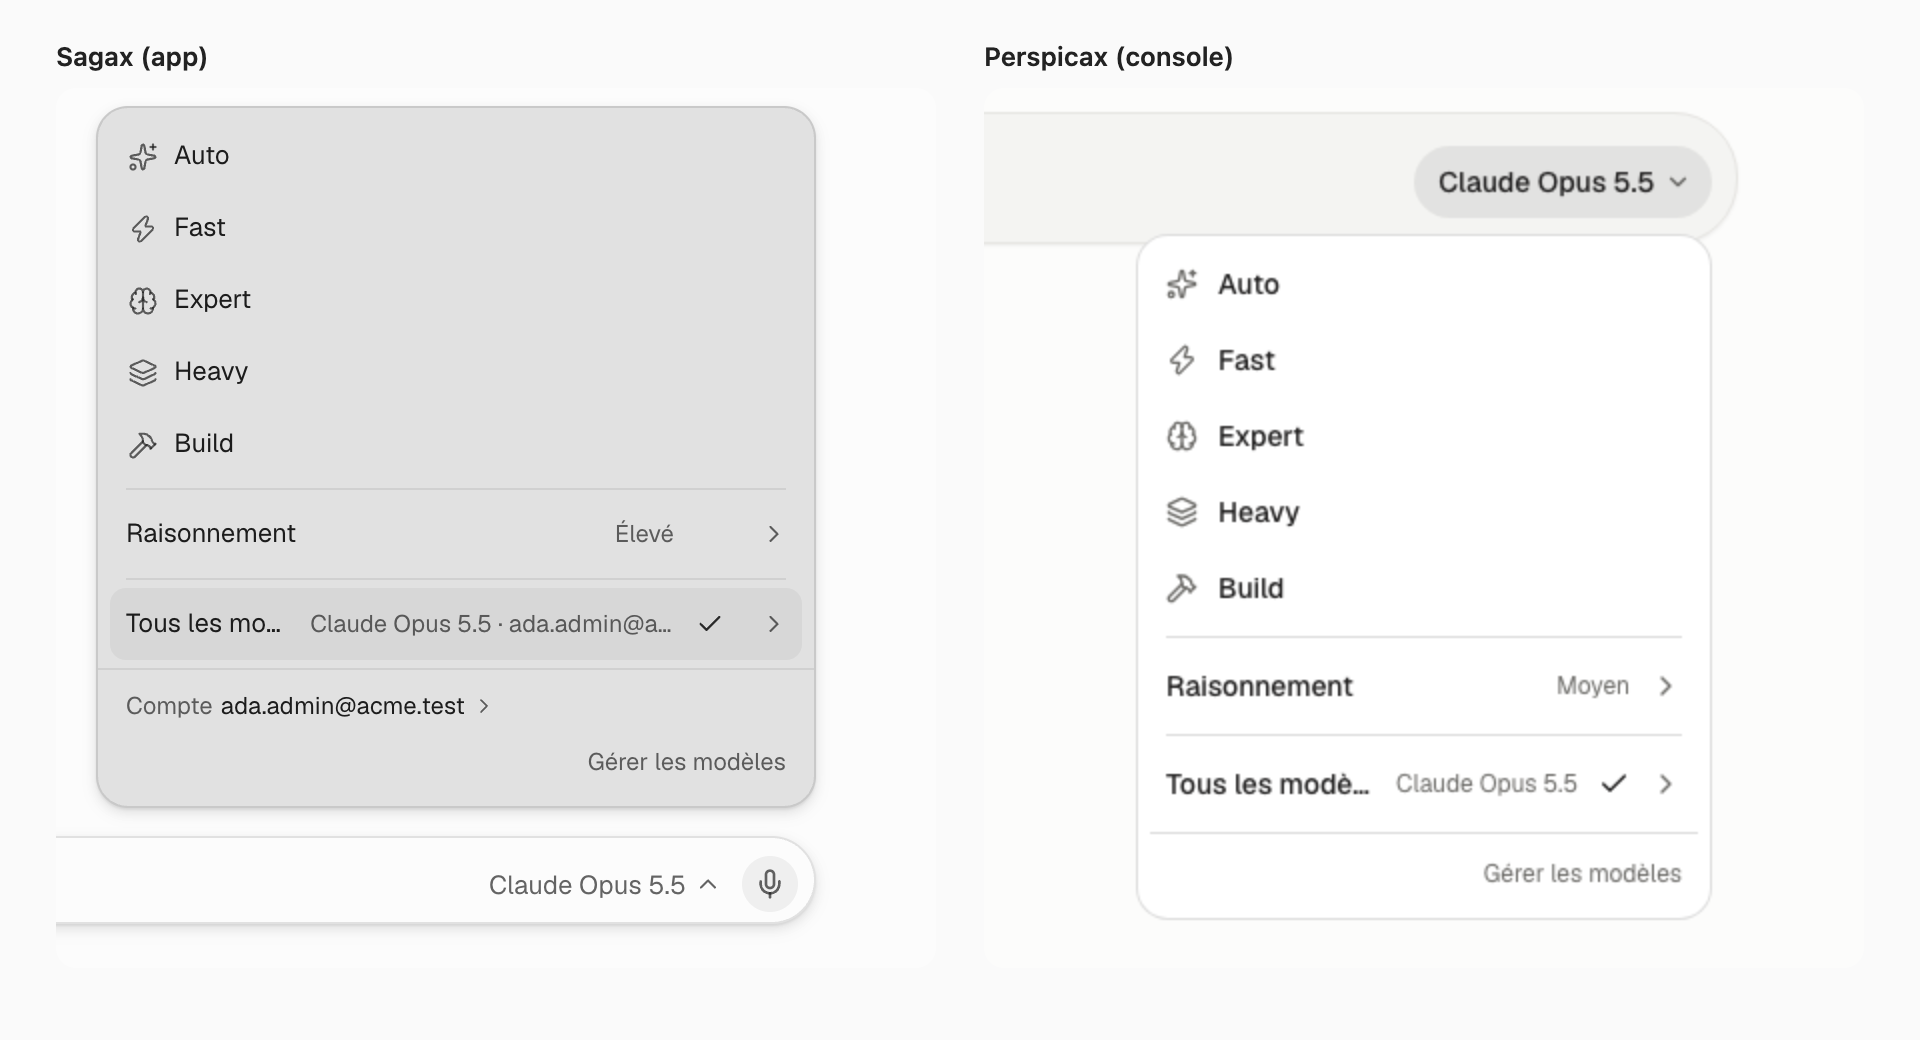 Sagax (app)
Auto
Fast
Expert
Heavy
Build
Raisonnement Élevé
Tous les mo... Claude Opus 5.5 · ada.admin@a...
Compte ada.admin@acme.test
Gérer les modèles
Claude Opus 5.5
Perspicax (console)
Claude Opus 5.5
Auto
Fast
Expert
Heavy
Build
Raisonnement Moyen
Tous les modè... Claude Opus 5.5
Gérer les modèles